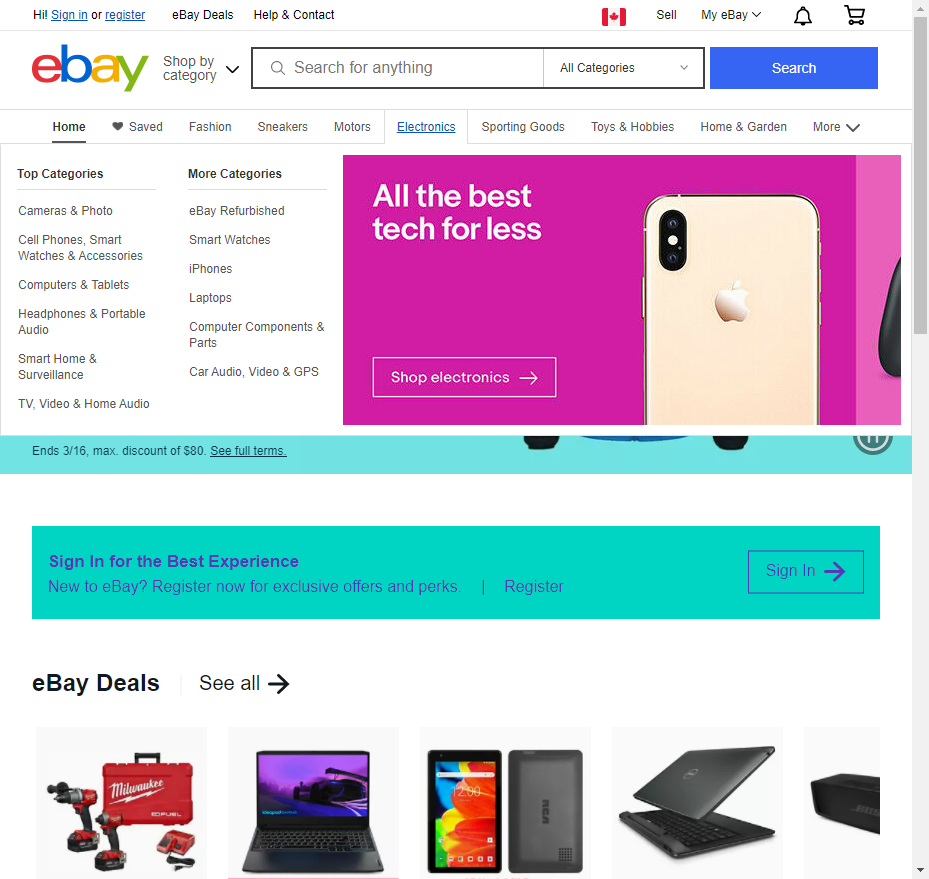 Hi! Sign in or register eBay Deals Help & Contact Sell My eBay
ebay Shop by category Search for anything All Categories Search
Home Saved Fashion Sneakers Motors Electronics Sporting Goods Toys & Hobbies Home & Garden More
Top Categories
Cameras & Photo
Cell Phones, Smart
Watches & Accessories
Computers & Tablets
Headphones & Portable
Audio
Smart Home &
Surveillance
TV, Video & Home Audio
More Categories
eBay Refurbished
Smart Watches
iPhones
Laptops
Computer Components &
Parts
Car Audio, Video & GPS
All the best
tech for less
Shop electronics
Ends 3/16, max. discount of $80. See full terms.
Sign In for the Best Experience
New to eBay? Register now for exclusive offers and perks. | Register
Sign In
eBay Deals See all
Milwaukee
FUEL
12:00
RCA
DELL
BOSE